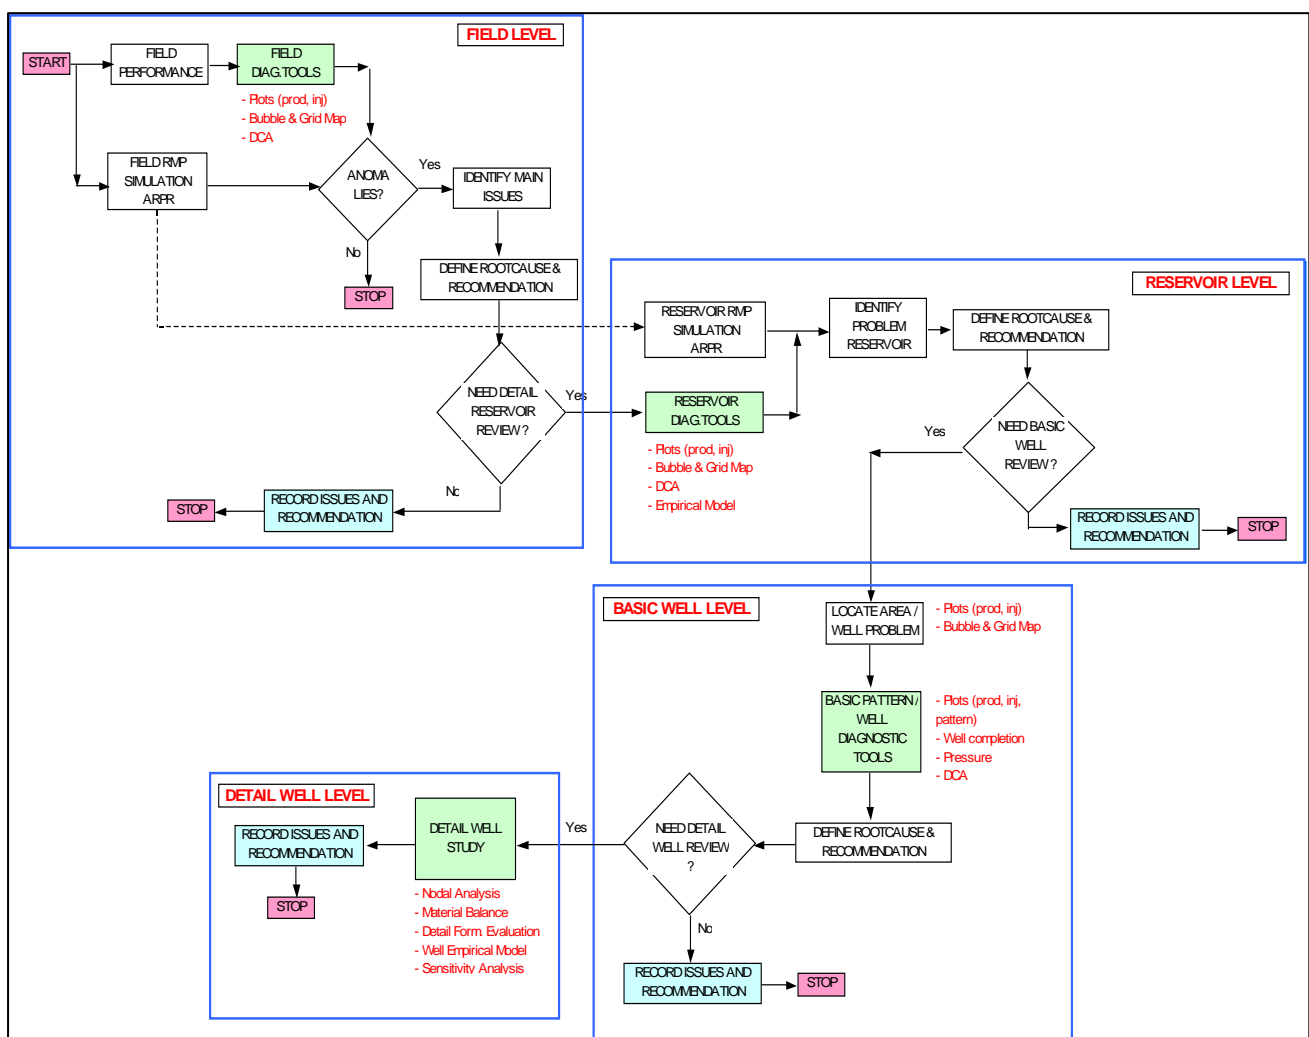 FIELD LEVEL
START
FIELD
PERFORMANCE
FIELD
DIAG.TOOLS
- Plots (prod, inj)
- Bubble & Grid Map
- DCA
FIELD RMP
SIMULATION
ARPR
ANOMA
LIES?
Yes
IDENTIFY MAIN
ISSUES
No
STOP
DEFINE ROOTCAUSE &
RECOMMENDATION
NEED DETAIL
RESERVOIR
REVIEW ?
Yes
No
RECORD ISSUES AND
RECOMMENDATION
STOP
RESERVOIR LEVEL
RESERVOIR RMP
SIMULATION
ARPR
IDENTIFY
PROBLEM
RESERVOIR
DEFINE ROOTCAUSE &
RECOMMENDATION
RESERVOIR
DIAG.TOOLS
- Plots (prod, inj)
- Bubble & Grid Map
- DCA
- Empirical Model
NEED BASIC
WELL
REVIEW ?
Yes
RECORD ISSUES AND
RECOMMENDATION
STOP
BASIC WELL LEVEL
LOCATE AREA /
WELL PROBLEM
- Plots (prod, inj)
- Bubble & Grid Map
BASIC PATTERN /
WELL
DIAGNOSTIC
TOOLS
- Plots (prod, inj,
pattern)
- Well completion
- Pressure
- DCA
DEFINE ROOTCAUSE &
RECOMMENDATION
NEED DETAIL
WELL REVIEW
?
Yes
No
RECORD ISSUES AND
RECOMMENDATION
STOP
DETAIL WELL LEVEL
DETAIL WELL
STUDY
- Nodal Analysis
- Material Balance
- Detail Form. Evaluation
- Well Empirical Model
- Sensitivity Analysis
RECORD ISSUES AND
RECOMMENDATION
STOP